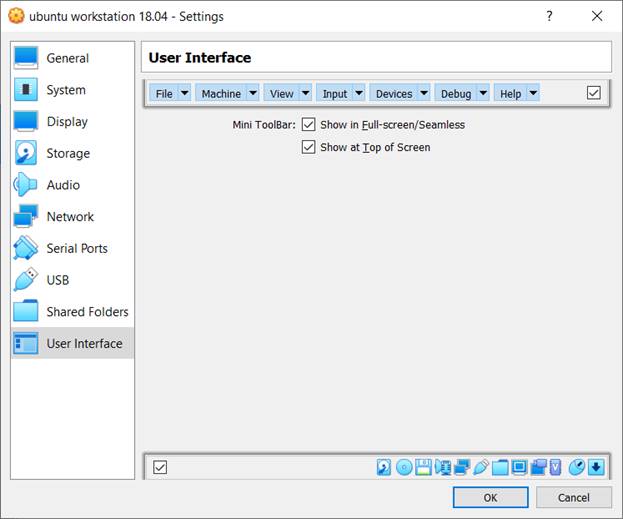 ubuntu workstation 18.04 - Settings
?
General
System
Display
Storage
Audio
Network
Serial Ports
USB
Shared Folders
User Interface
User Interface
File Machine View Input Devices Debug Help
Mini ToolBar: Show in Full-screen/Seamless
Show at Top of Screen
V
OK Cancel